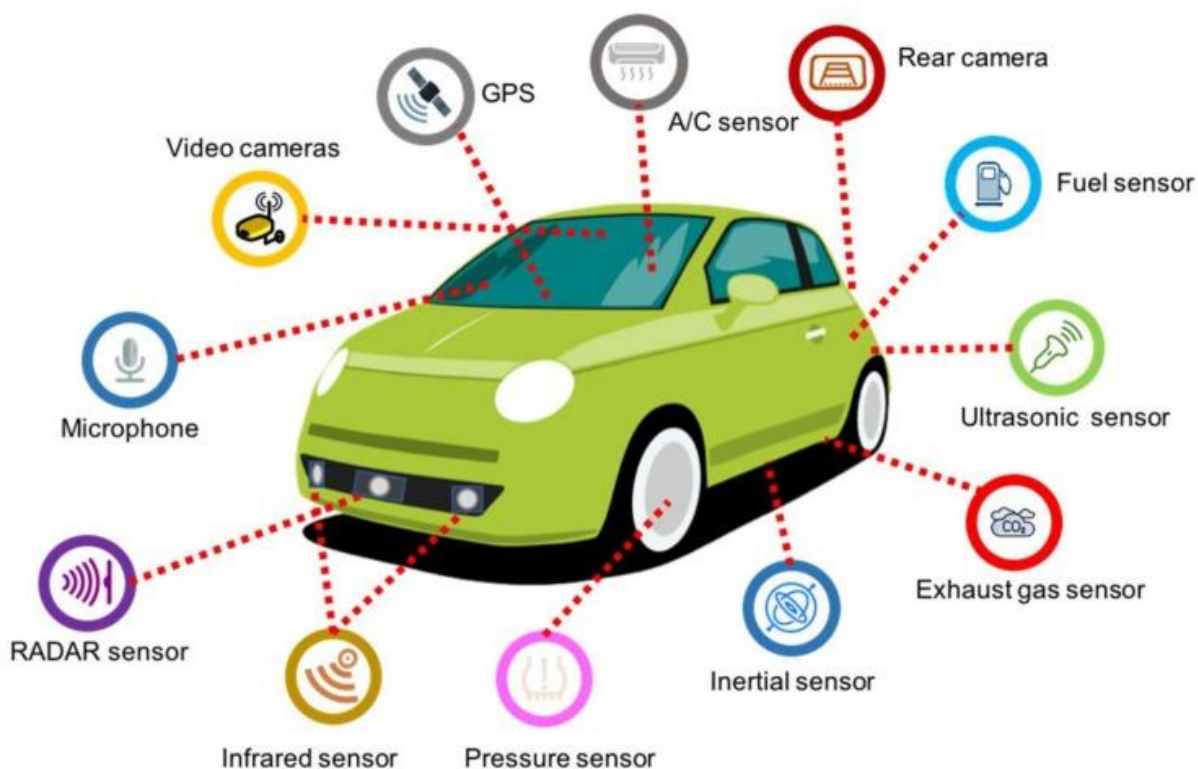 Rear camera
GPS
A/C sensor
Video cameras
Fuel sensor
Microphone
Ultrasonic sensor
CO₂
Exhaust gas sensor
RADAR sensor
Inertial sensor
Infrared sensor
Pressure sensor